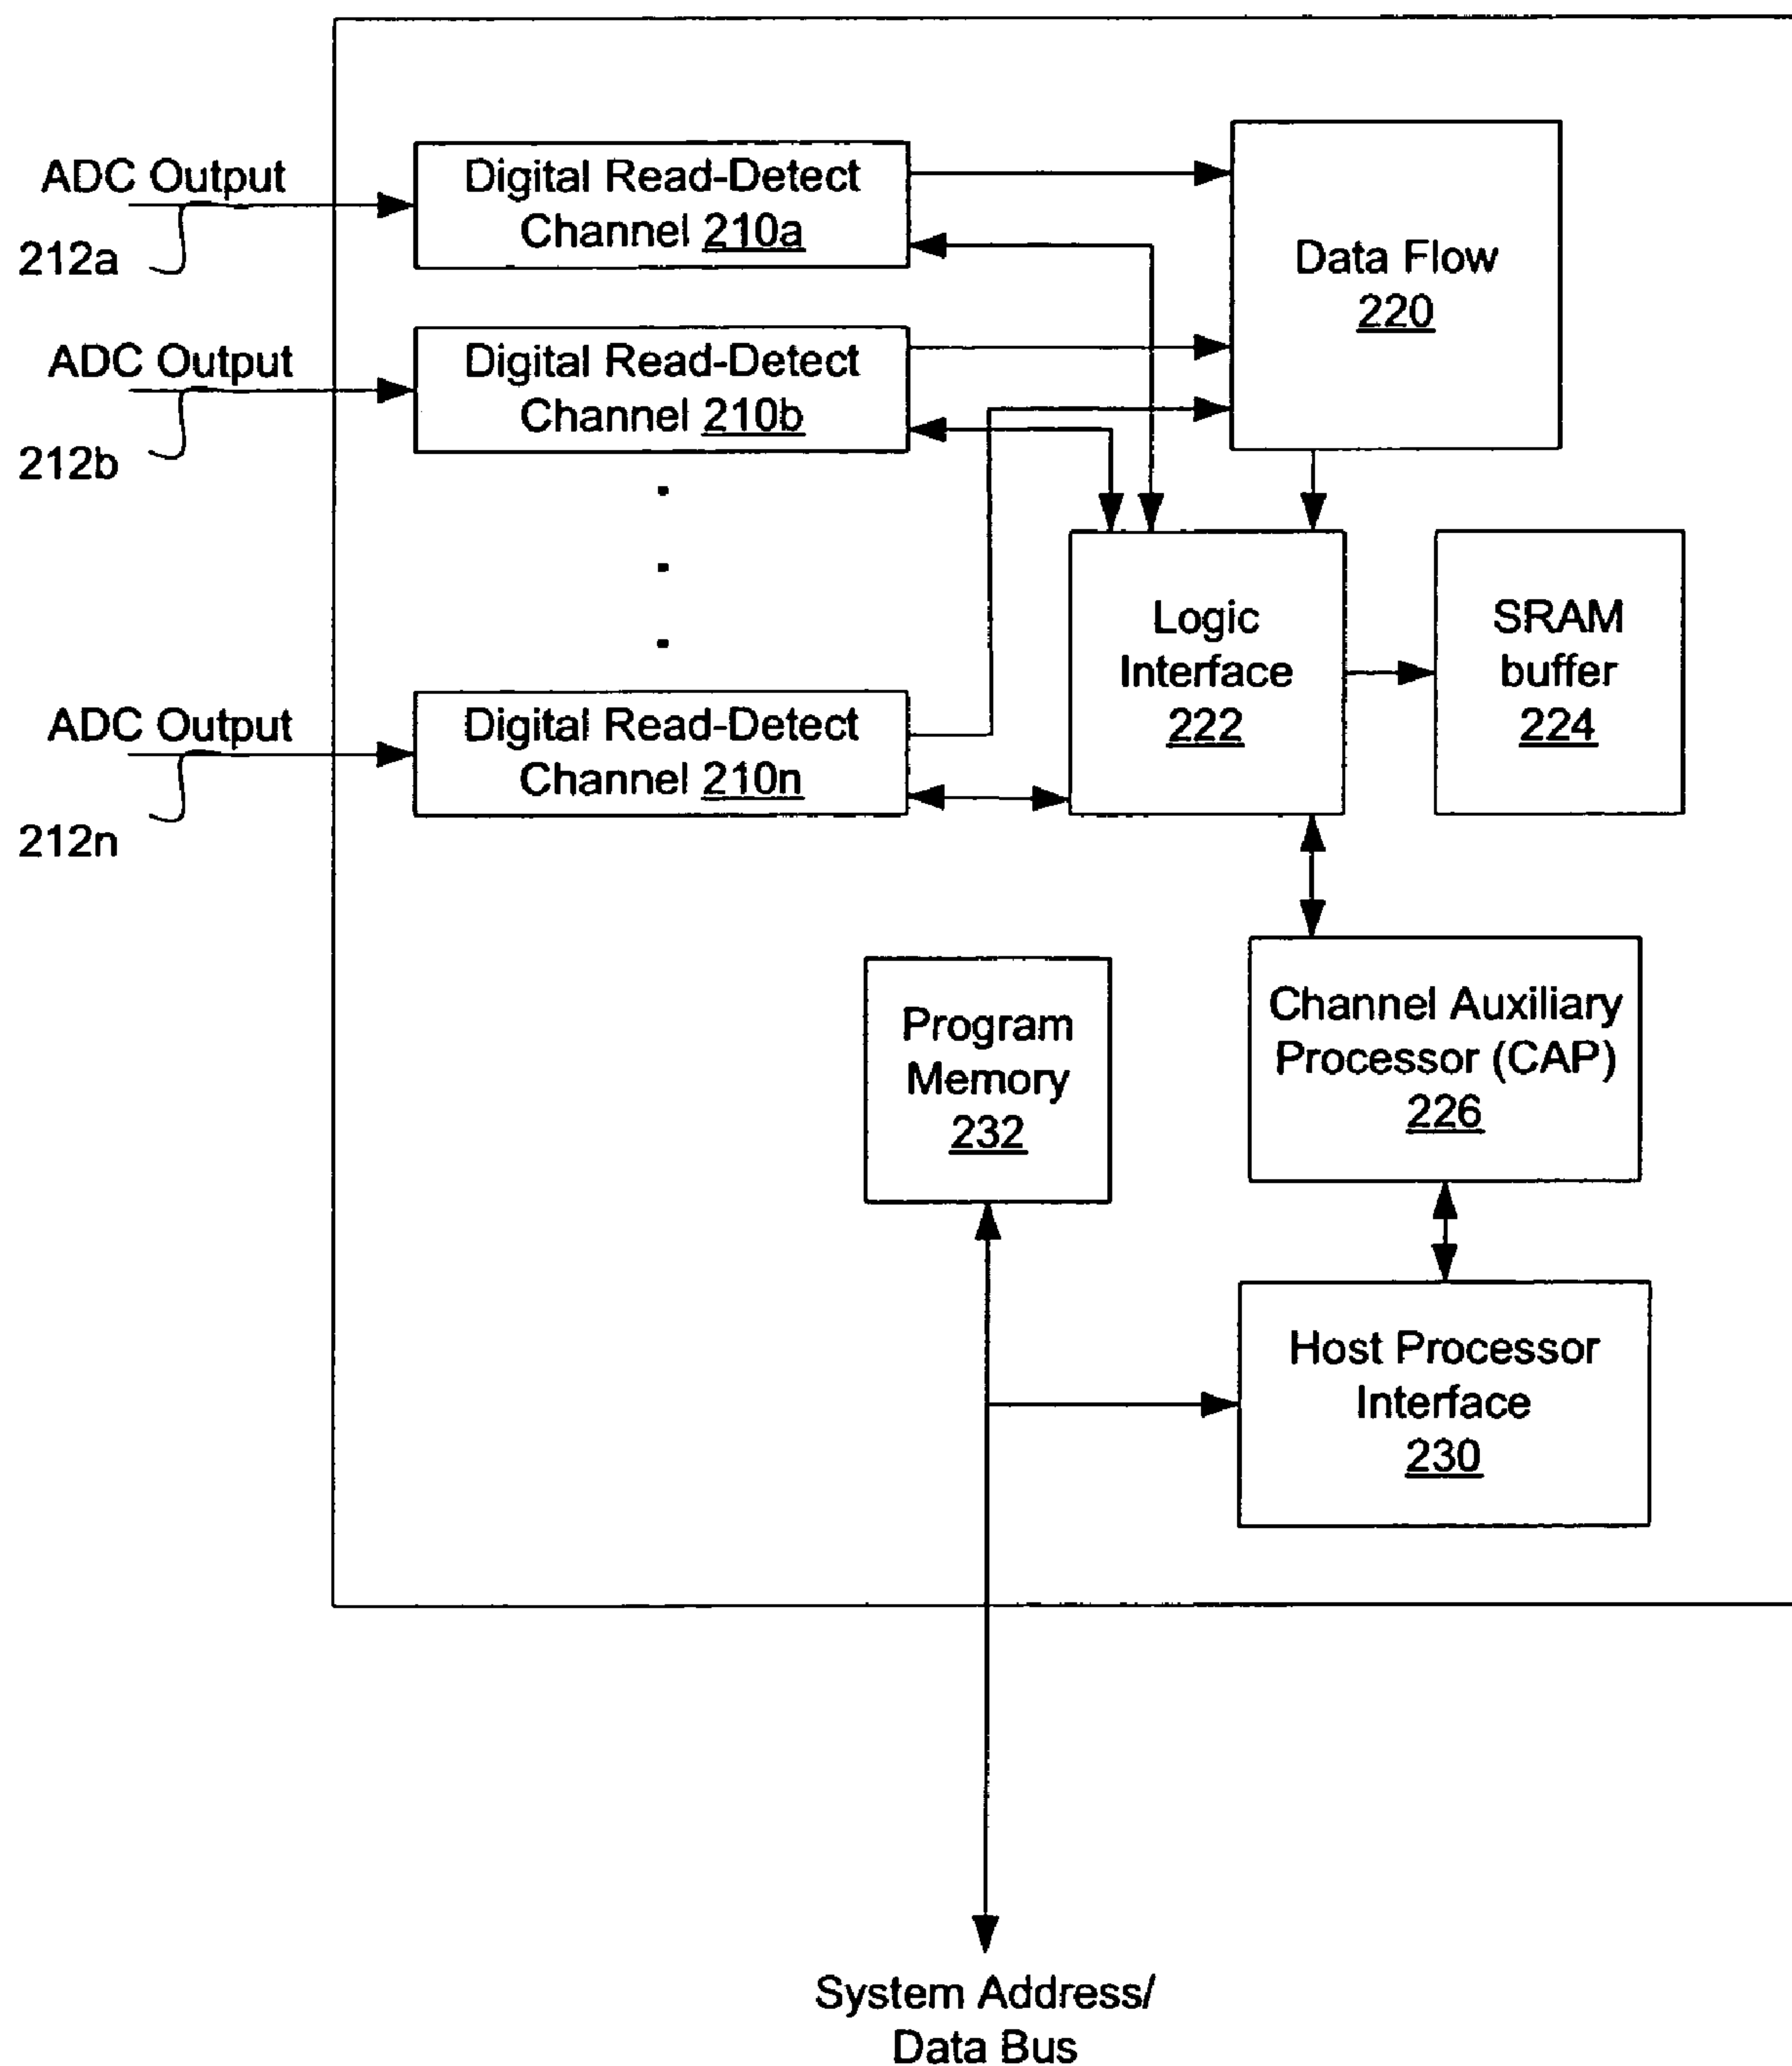 ADC Output
212a
Digital Read-Detect
Channel 210a
Data Flow
220
ADC Output
212b
Digital Read-Detect
Channel 210b
ADC Output
212n
Digital Read-Detect
Channel 210n
Logic
Interface
222
SRAM
buffer
224
Program
Memory
232
Channel Auxiliary
Processor (CAP)
226
Host Processor
Interface
230
System Address/
Data Bus